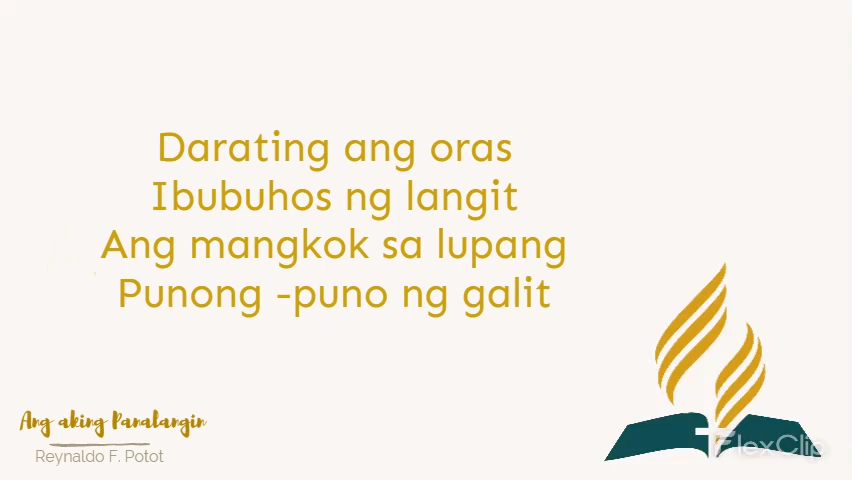 Darating ang oras
Ibubuhos ng langit
Ang mangkok sa lupang
Punong -puno ng galit
Ang aking Panalangin
Reynaldo F. Potot
FlexClip